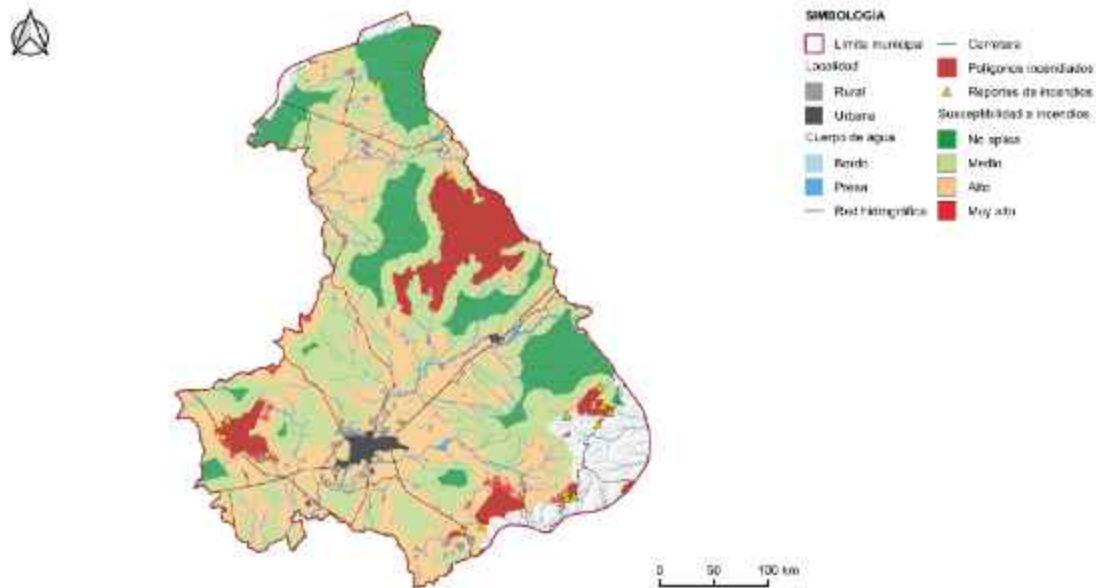 SIMBOLOGÍA
Límite municipal
Localidad
Rural
Urbana
Cuerpo de agua
Bordo
Presa
Red hidrográfica
Carretera
Polígonos incendiados
Reportes de incendios
Susceptibilidad a incendios
No aplica
Medio
Alto
Muy alto
0 50 100 km